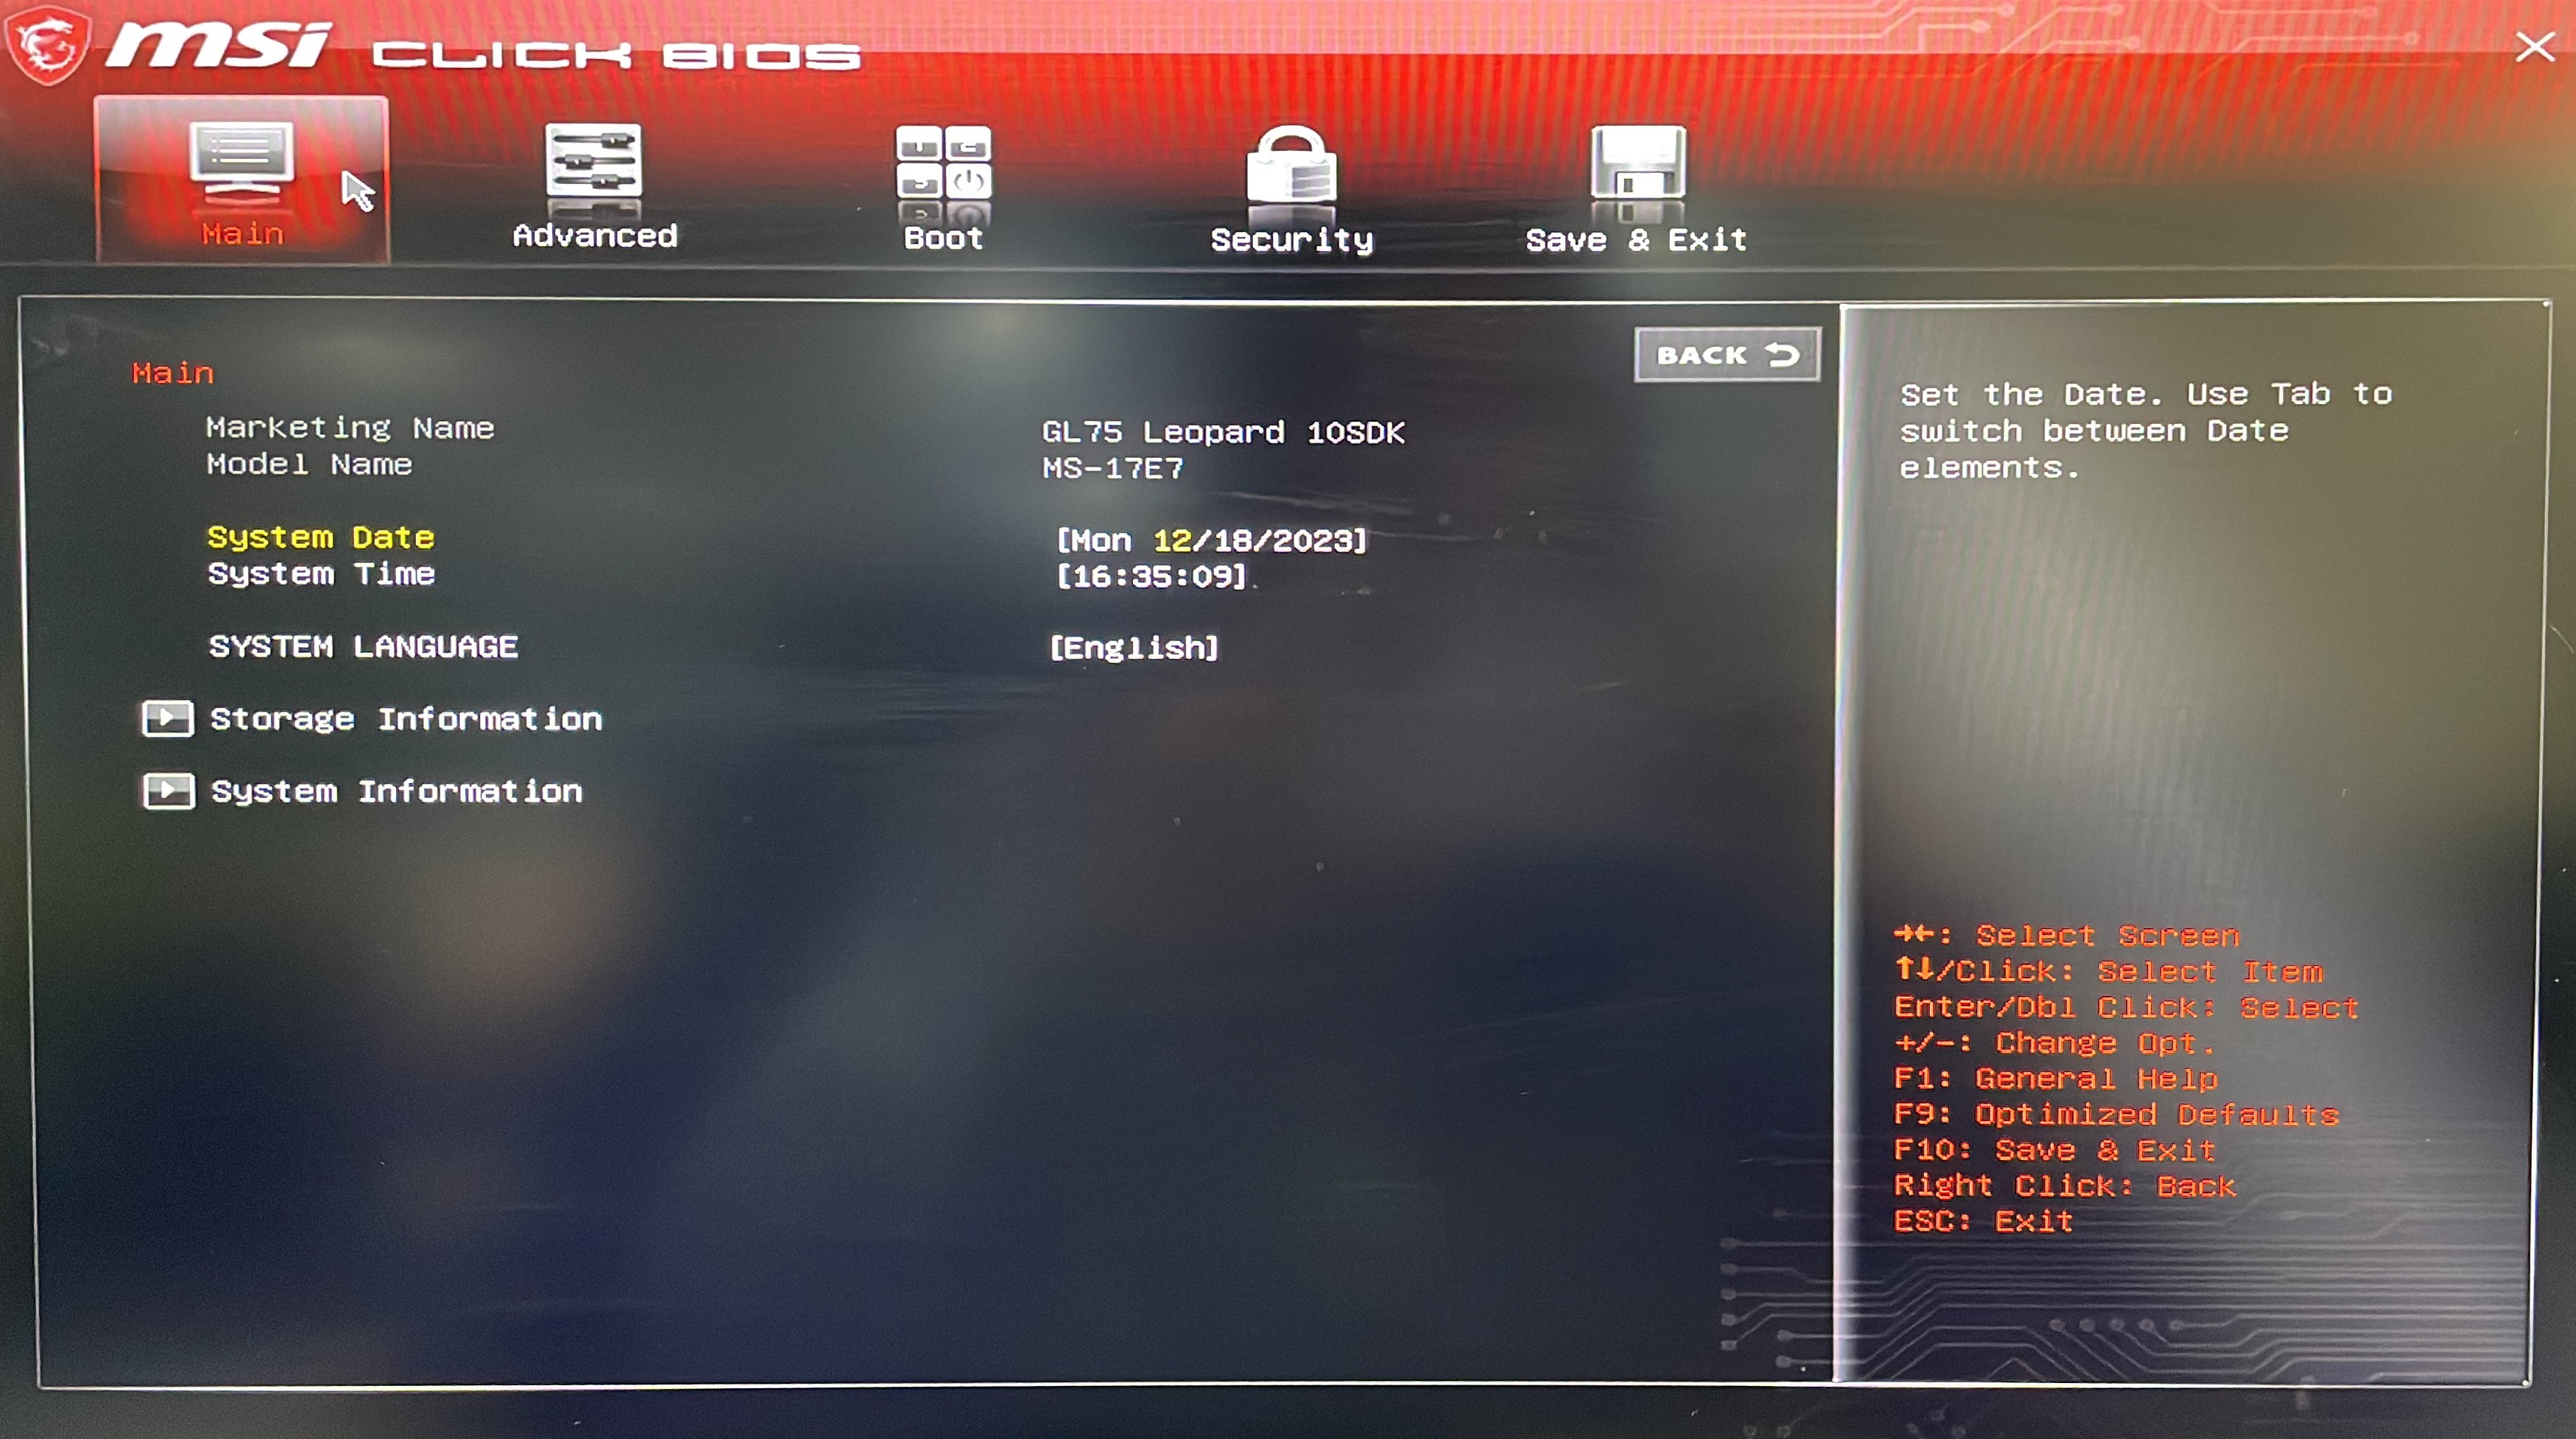 msi CLICK BIOS
Main
Advanced
Boot
Security
Save & Exit
BACK
Main
Marketing Name GL75 Leopard 10SDK
Model Name MS-17E7
System Date [Mon 12/18/2023]
System Time [16:35:09]
SYSTEM LANGUAGE [English]
Storage Information
System Information
Set the Date. Use Tab to
switch between Date
elements.
→←: Select Screen
↑↓/Click: Select Item
Enter/Dbl Click: Select
+/-: Change Opt.
F1: General Help
F9: Optimized Defaults
F10: Save & Exit
Right Click: Back
ESC: Exit